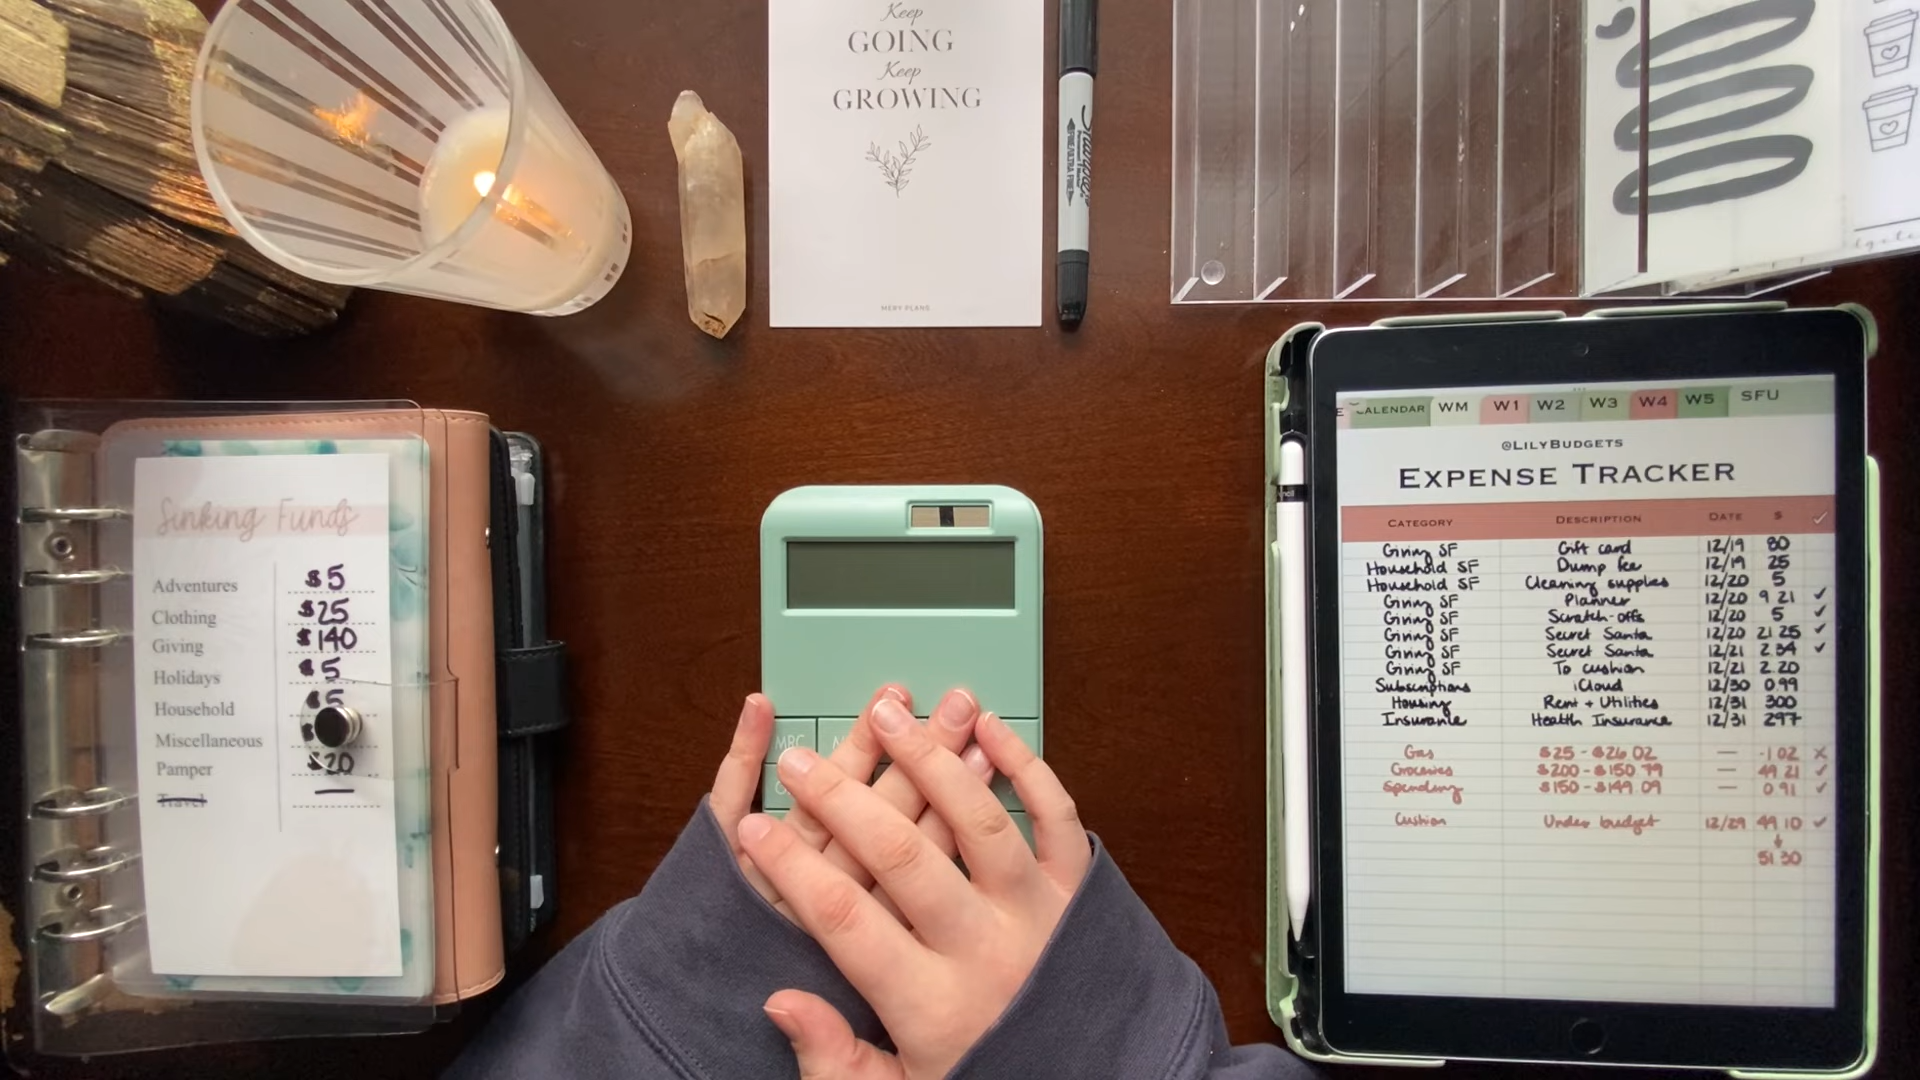 Keep
GOING
Keep
GROWING
MERY PLANS
Sinking Funds
Adventures $5
Clothing $25
Giving $140
Holidays $5
Household $5
Miscellaneous $
Pamper $20
Travel —
MRC
CALENDAR WM W1 W2 W3 W4 W5 SFU
@LILYBUDGETS
EXPENSE TRACKER
CATEGORY DESCRIPTION DATE $ ✓
Giving SF Gift card 12/19 80
Household SF Dump fee 12/19 25
Household SF Cleaning supplies 12/20 5
Giving SF Planner 12/20 9 21 ✓
Giving SF Scratch-offs 12/20 5 ✓
Giving SF Secret Santa 12/20 21 25 ✓
Giving SF Secret Santa 12/21 2 34 ✓
Giving SF To cushion 12/21 2 20
Subscriptions iCloud 12/30 0.99
Housing Rent + Utilities 12/31 300
Insurance Health Insurance 12/31 297
Gas $25 - $26 02 — -1 02 x
Groceries $200 - $150 79 — 49 21 ✓
Spending $150 - $149.09 — 0 91 ✓
Cushion Under budget 12/29 49 10 ✓
↓
51 30